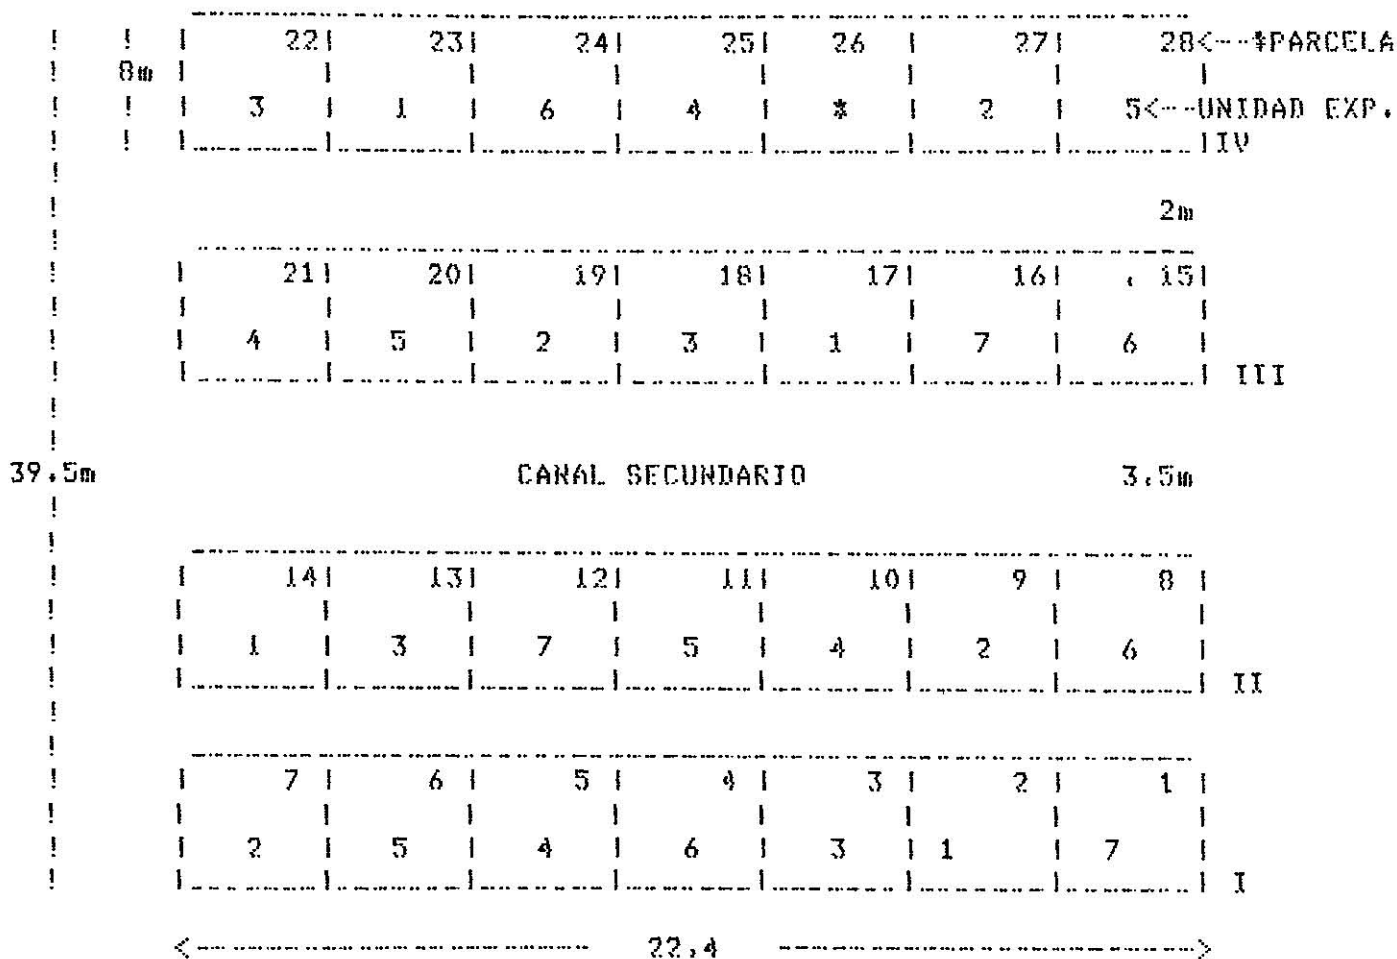 22 23 24 25 26 27 28<---*PARCELA
8m
3 1 6 4 * 2 5<---UNIDAD EXP.
IV
2m
21 20 19 18 17 16 15
4 5 2 3 1 7 6
III
39.5m CANAL SECUNDARIO 3.5m
14 13 12 11 10 9 8
1 3 7 5 4 2 6
II
7 6 5 4 3 2 1
2 5 4 6 3 1 7
I
22.4